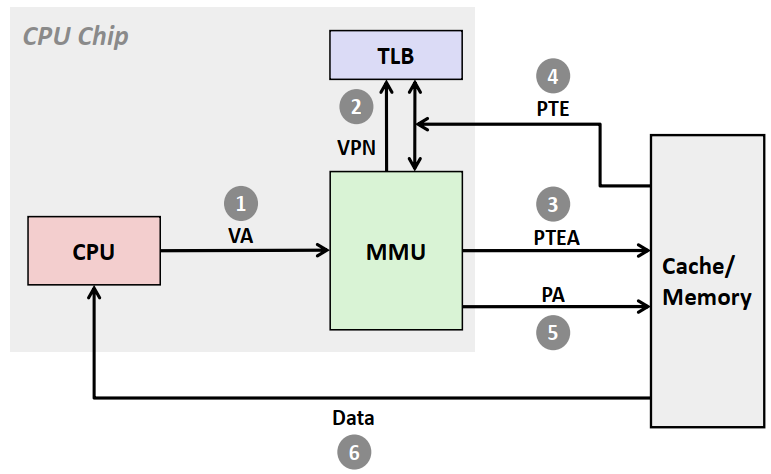 CPU Chip
TLB
4
2
PTE
VPN
1
3
VA
PTEA
CPU
MMU
Cache/
Memory
PA
5
Data
6